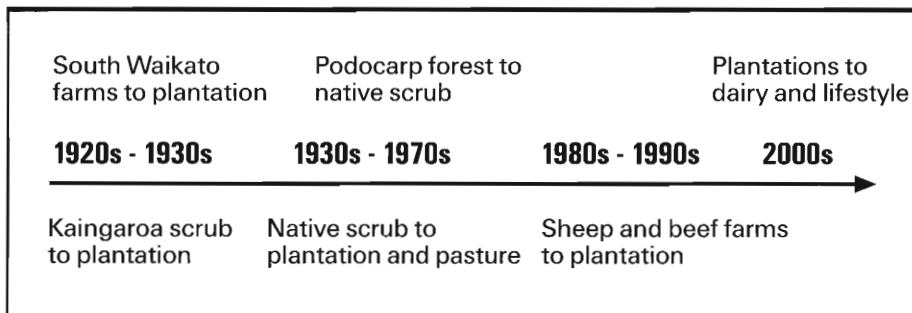 South Waikato
farms to plantation
Podocarp forest to
native scrub
Plantations to
dairy and lifestyle
1920s - 1930s
1930s - 1970s
1980s - 1990s
2000s
Kaingaroa scrub
to plantation
Native scrub to
plantation and pasture
Sheep and beef farms
to plantation